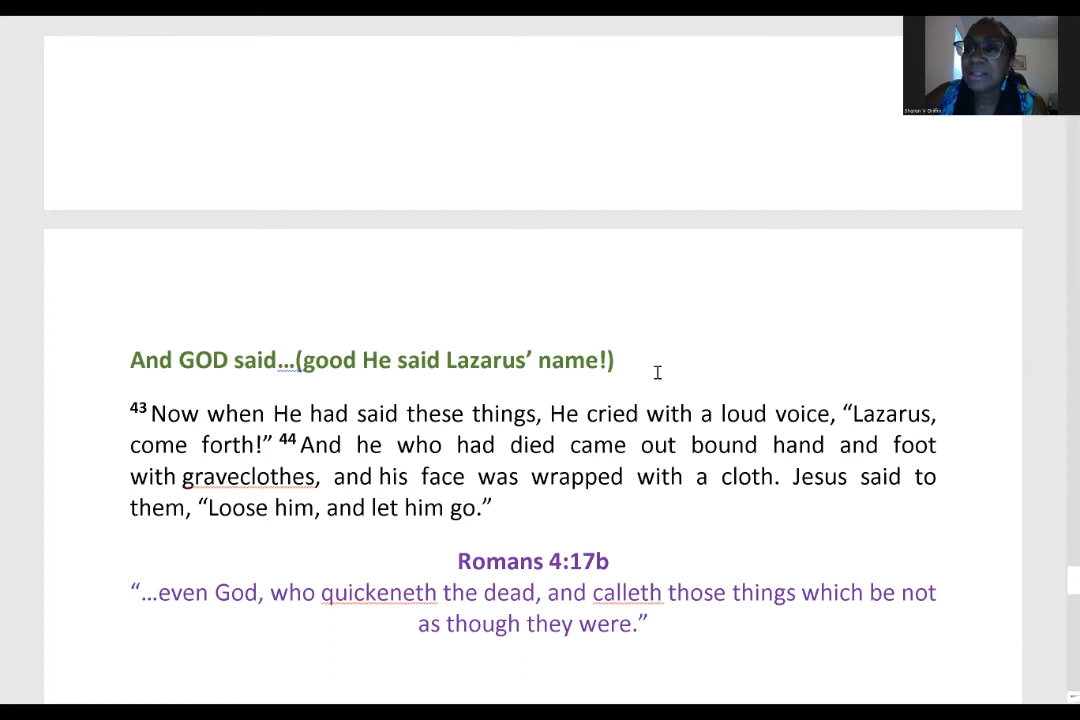 Sharon V Griffin
And GOD said…(good He said Lazarus’ name!)
43 Now when He had said these things, He cried with a loud voice, “Lazarus,
come forth!” 44 And he who had died came out bound hand and foot
with graveclothes, and his face was wrapped with a cloth. Jesus said to
them, “Loose him, and let him go.”
Romans 4:17b
“…even God, who quickeneth the dead, and calleth those things which be not
as though they were.”